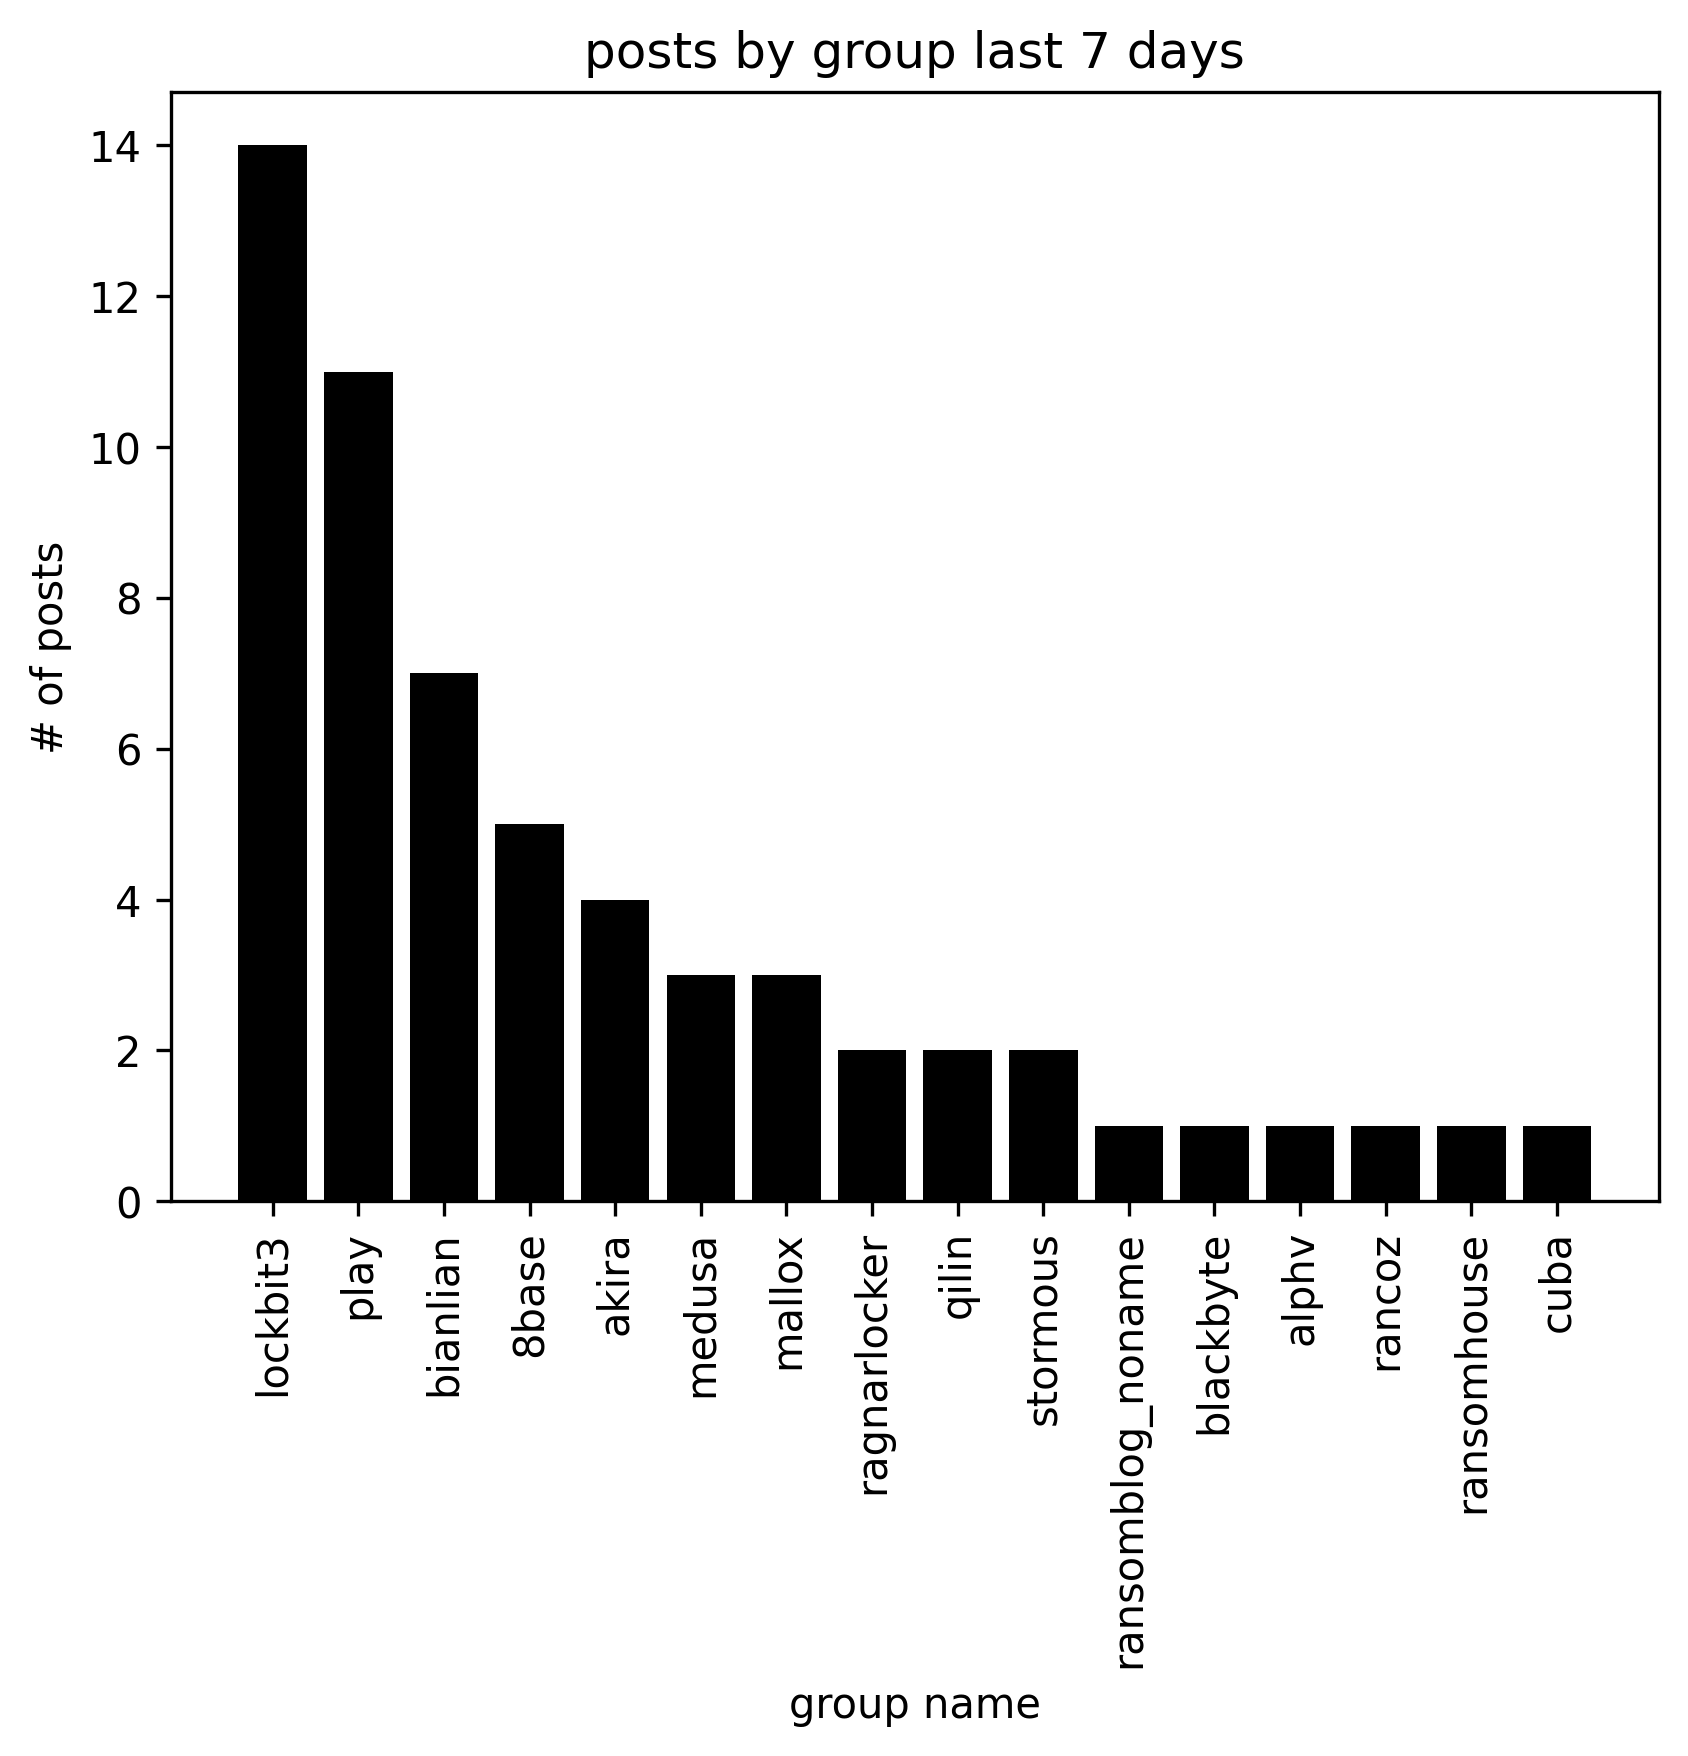 posts by group last 7 days
# of posts
14
12
10
8
6
4
2
0
lockbit3
play
bianlian
8base
akira
medusa
mallox
ragnarlocker
qilin
stormous
ransomblog_noname
blackbyte
alphv
rancoz
ransomhouse
cuba
group name